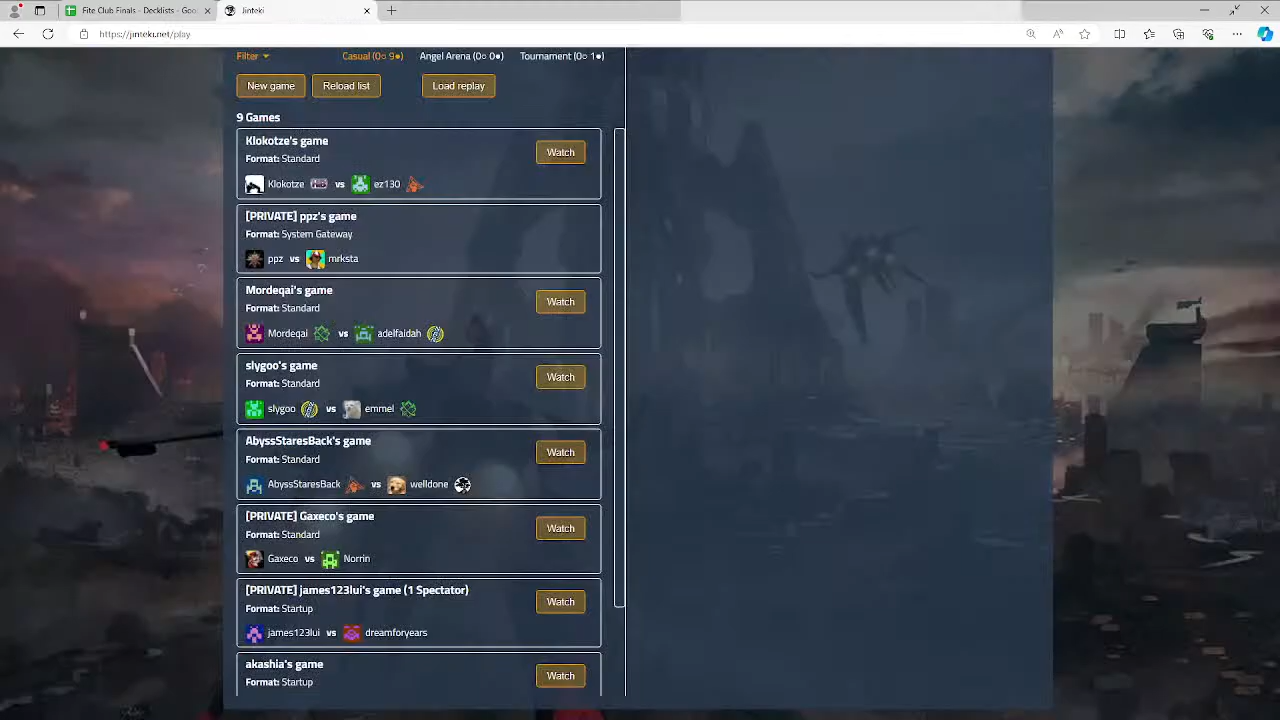 Fite Club Finals - Decklists - Goo
Jinteki
https://jinteki.net/play
Filter
Casual (0○ 9●)
Angel Arena (0○ 0●)
Tournament (0○ 1●)
New game
Reload list
Load replay
9 Games
Klokotze's game
Format: Standard
Klokotze vs ez130
Watch
[PRIVATE] ppz's game
Format: System Gateway
ppz vs mrksta
Mordeqai's game
Format: Standard
Mordeqai vs adelfaidah
Watch
slygoo's game
Format: Standard
slygoo vs emmel
Watch
AbyssStaresBack's game
Format: Standard
AbyssStaresBack vs welldone
Watch
[PRIVATE] Gaxeco's game
Format: Standard
Gaxeco vs Norrin
Watch
[PRIVATE] james123lui's game (1 Spectator)
Format: Startup
james123lui vs dreamforyears
Watch
akashia's game
Format: Startup
Watch